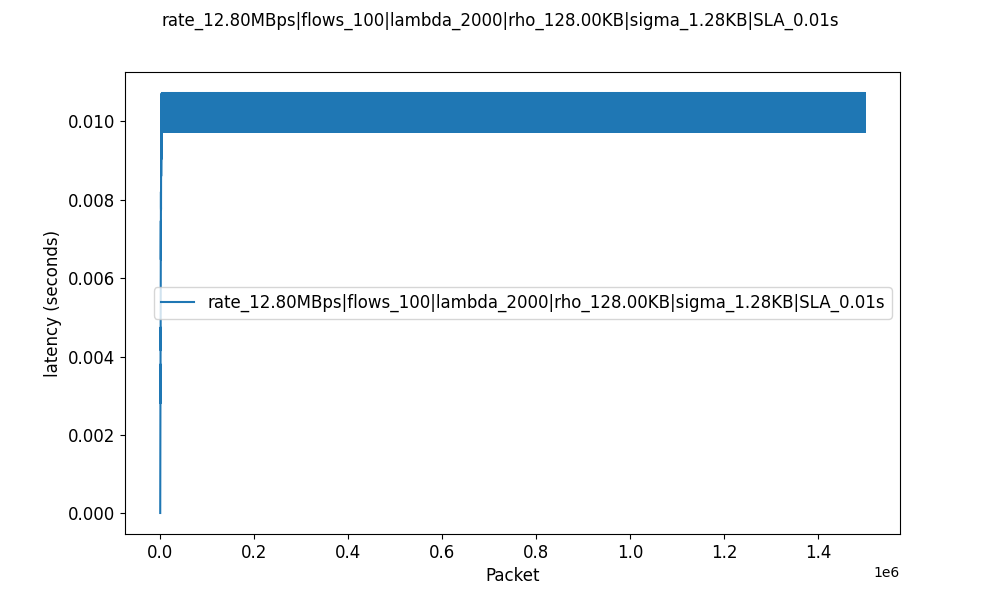 rate_12.80MBps|flows_100|lambda_2000|rho_128.00KB|sigma_1.28KB|SLA_0.01s
0.010
0.008
0.006
0.004
0.002
0.000
latency (seconds)
rate_12.80MBps|flows_100|lambda_2000|rho_128.00KB|sigma_1.28KB|SLA_0.01s
0.0 0.2 0.4 0.6 0.8 1.0 1.2 1.4
1e6
Packet